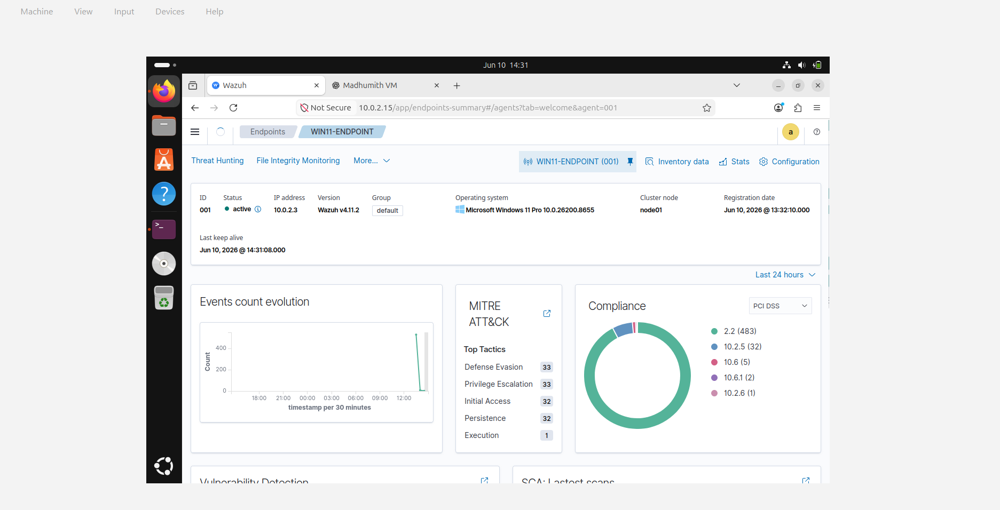 Machine View Input Devices Help
Jun 10 14:31
Wazuh
Madhumith VM
Not Secure 10.0.2.15/app/endpoints-summary#/agents?tab=welcome&agent=001
Endpoints WIN11-ENDPOINT a
Threat Hunting File Integrity Monitoring More... WIN11-ENDPOINT (001) Inventory data Stats Configuration
ID Status IP address Version Group Operating system Cluster node Registration date
001 active 10.0.2.3 Wazuh v4.11.2 default Microsoft Windows 11 Pro 10.0.26200.8655 node01 Jun 10, 2026 @ 13:32:10.000
Last keep alive
Jun 10, 2026 @ 14:31:08.000
Last 24 hours
Events count evolution
Count
400
200
0
18:00 21:00 00:00 03:00 06:00 09:00 12:00
timestamp per 30 minutes
MITRE
ATT&CK
Top Tactics
Defense Evasion 33
Privilege Escalation 33
Initial Access 32
Persistence 32
Execution 1
Compliance
PCI DSS
2.2 (483)
10.2.5 (32)
10.6 (5)
10.6.1 (2)
10.2.6 (1)
Vulnerability Detection
SCA: Lastest scans